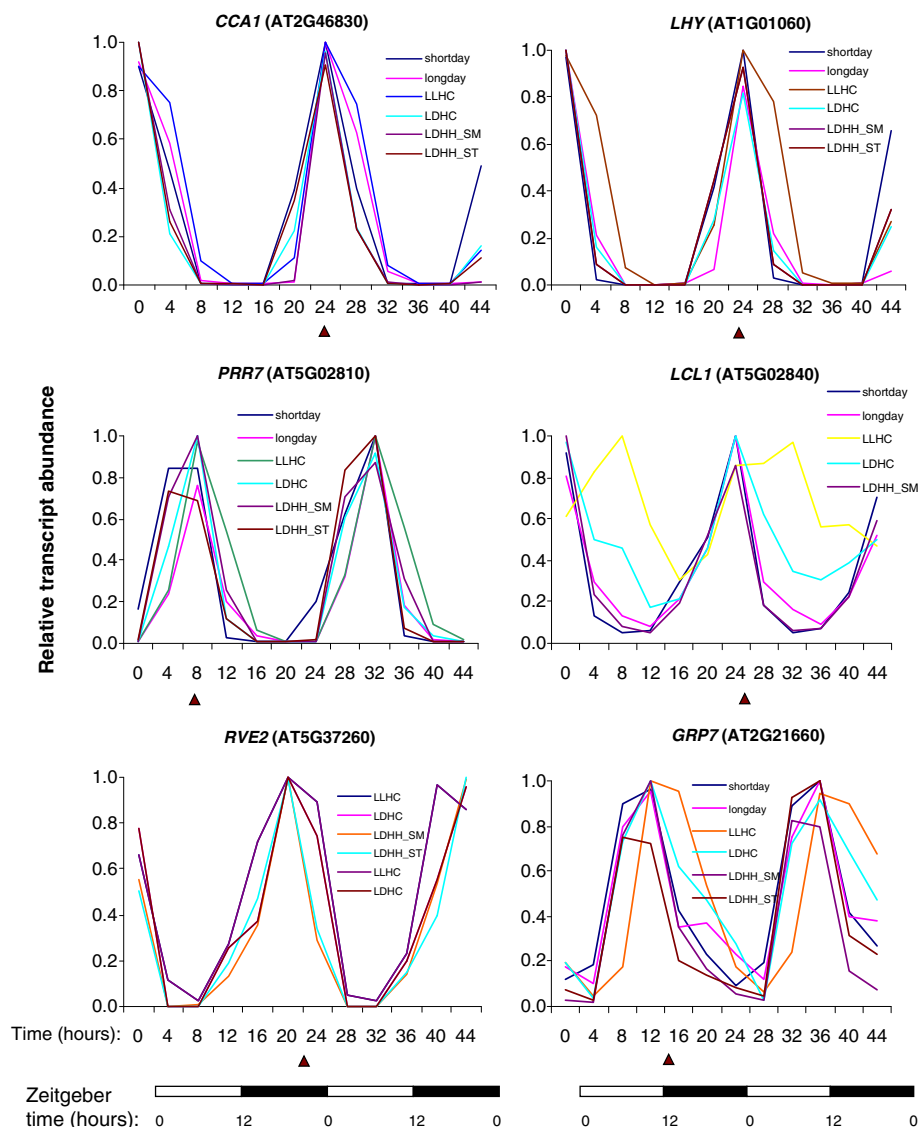 CCA1 (AT2G46830)
1.0
0.8
0.6
0.4
0.2
0.0
shortday
longday
LLHC
LDHC
LDHH_SM
LDHH_ST
0 4 8 12 16 20 24 28 32 36 40 44
LHY (AT1G01060)
1.0
0.8
0.6
0.4
0.2
0.0
shortday
longday
LLHC
LDHC
LDHH_SM
LDHH_ST
0 4 8 12 16 20 24 28 32 36 40 44
Relative transcript abundance
PRR7 (AT5G02810)
1.0
0.8
0.6
0.4
0.2
0.0
shortday
longday
LLHC
LDHC
LDHH_SM
LDHH_ST
0 4 8 12 16 20 24 28 32 36 40 44
LCL1 (AT5G02840)
1.0
0.8
0.6
0.4
0.2
0.0
shortday
longday
LLHC
LDHC
LDHH_SM
0 4 8 12 16 20 24 28 32 36 40 44
RVE2 (AT5G37260)
1.0
0.8
0.6
0.4
0.2
0.0
LLHC
LDHC
LDHH_SM
LDHH_ST
LLHC
LDHC
Time (hours): 0 4 8 12 16 20 24 28 32 36 40 44
GRP7 (AT2G21660)
1.0
0.8
0.6
0.4
0.2
0.0
shortday
longday
LLHC
LDHC
LDHH_SM
LDHH_ST
0 4 8 12 16 20 24 28 32 36 40 44
Zeitgeber
time (hours): 0 12 0 12 0
0 12 0 12 0